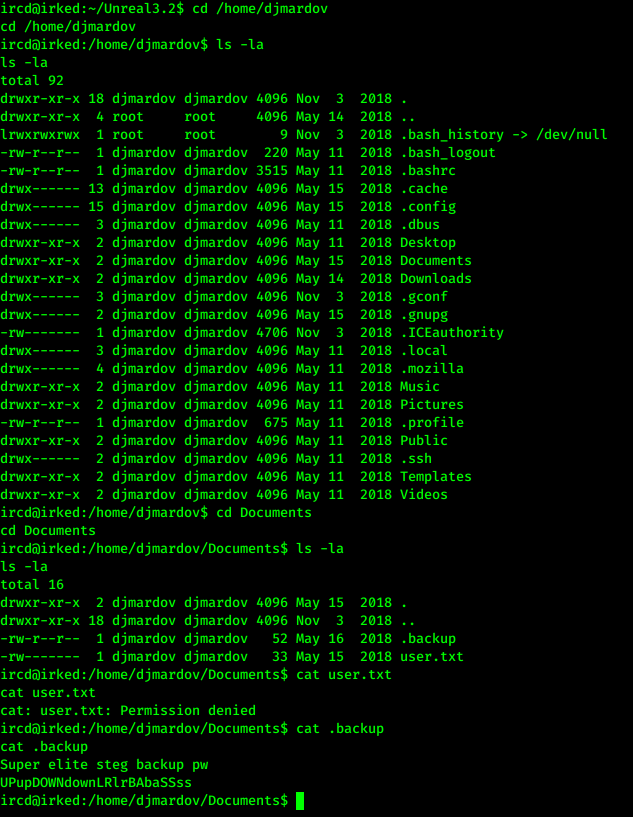 ircd@irked:~/Unreal3.2$ cd /home/djmardov
cd /home/djmardov
ircd@irked:/home/djmardov$ ls -la
ls -la
total 92
drwxr-xr-x 18 djmardov djmardov 4096 Nov  3  2018 .
drwxr-xr-x  4 root     root     4096 May 14  2018 ..
lrwxrwxrwx  1 root     root        9 Nov  3  2018 .bash_history -> /dev/null
-rw-r--r--  1 djmardov djmardov  220 May 11  2018 .bash_logout
-rw-r--r--  1 djmardov djmardov 3515 May 11  2018 .bashrc
drwx------ 13 djmardov djmardov 4096 May 15  2018 .cache
drwx------ 15 djmardov djmardov 4096 May 15  2018 .config
drwx------  3 djmardov djmardov 4096 May 11  2018 .dbus
drwxr-xr-x  2 djmardov djmardov 4096 May 11  2018 Desktop
drwxr-xr-x  2 djmardov djmardov 4096 May 15  2018 Documents
drwxr-xr-x  2 djmardov djmardov 4096 May 14  2018 Downloads
drwx------  3 djmardov djmardov 4096 Nov  3  2018 .gconf
drwx------  2 djmardov djmardov 4096 May 15  2018 .gnupg
-rw-------  1 djmardov djmardov 4706 Nov  3  2018 .ICEauthority
drwx------  3 djmardov djmardov 4096 May 11  2018 .local
drwx------  4 djmardov djmardov 4096 May 11  2018 .mozilla
drwxr-xr-x  2 djmardov djmardov 4096 May 11  2018 Music
drwxr-xr-x  2 djmardov djmardov 4096 May 11  2018 Pictures
-rw-r--r--  1 djmardov djmardov  675 May 11  2018 .profile
drwxr-xr-x  2 djmardov djmardov 4096 May 11  2018 Public
drwx------  2 djmardov djmardov 4096 May 11  2018 .ssh
drwxr-xr-x  2 djmardov djmardov 4096 May 11  2018 Templates
drwxr-xr-x  2 djmardov djmardov 4096 May 11  2018 Videos
ircd@irked:/home/djmardov$ cd Documents
cd Documents
ircd@irked:/home/djmardov/Documents$ ls -la
ls -la
total 16
drwxr-xr-x  2 djmardov djmardov 4096 May 15  2018 .
drwxr-xr-x 18 djmardov djmardov 4096 Nov  3  2018 ..
-rw-r--r--  1 djmardov djmardov   52 May 16  2018 .backup
-rw-------  1 djmardov djmardov   33 May 15  2018 user.txt
ircd@irked:/home/djmardov/Documents$ cat user.txt
cat user.txt
cat: user.txt: Permission denied
ircd@irked:/home/djmardov/Documents$ cat .backup
cat .backup
Super elite steg backup pw
UPupDOWNdownLRlrBAbaSSss
ircd@irked:/home/djmardov/Documents$